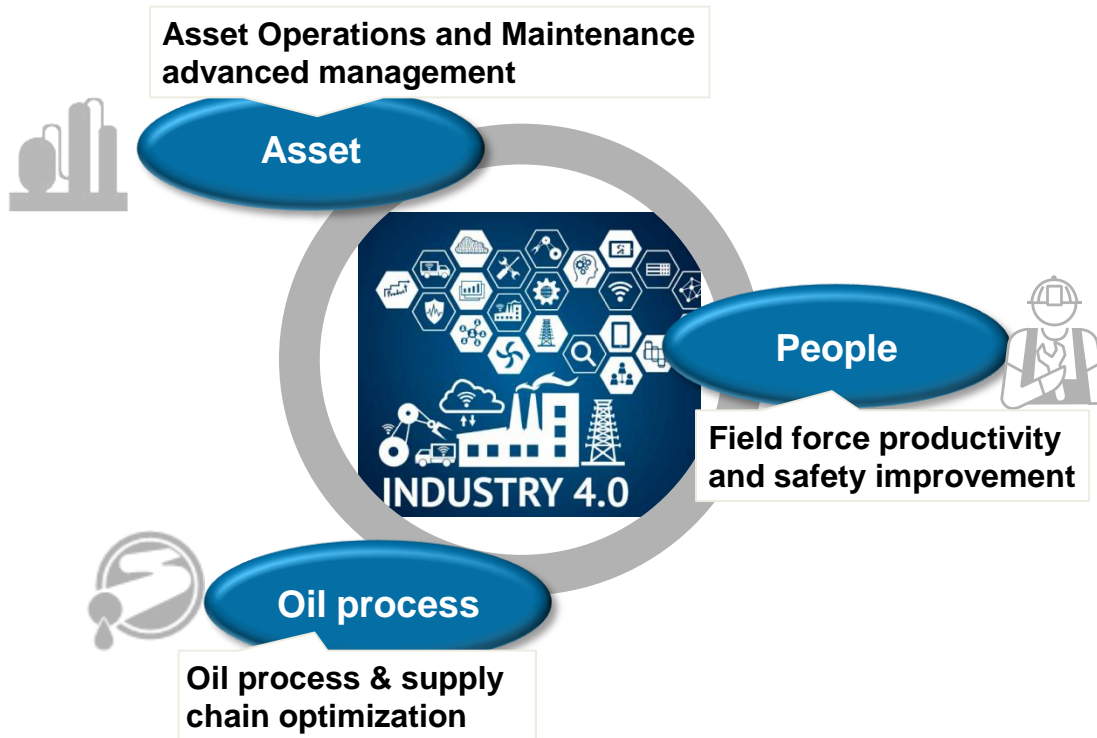 Asset Operations and Maintenance
advanced management
Asset
People
Field force productivity
and safety improvement
INDUSTRY 4.0
Oil process
Oil process & supply
chain optimization